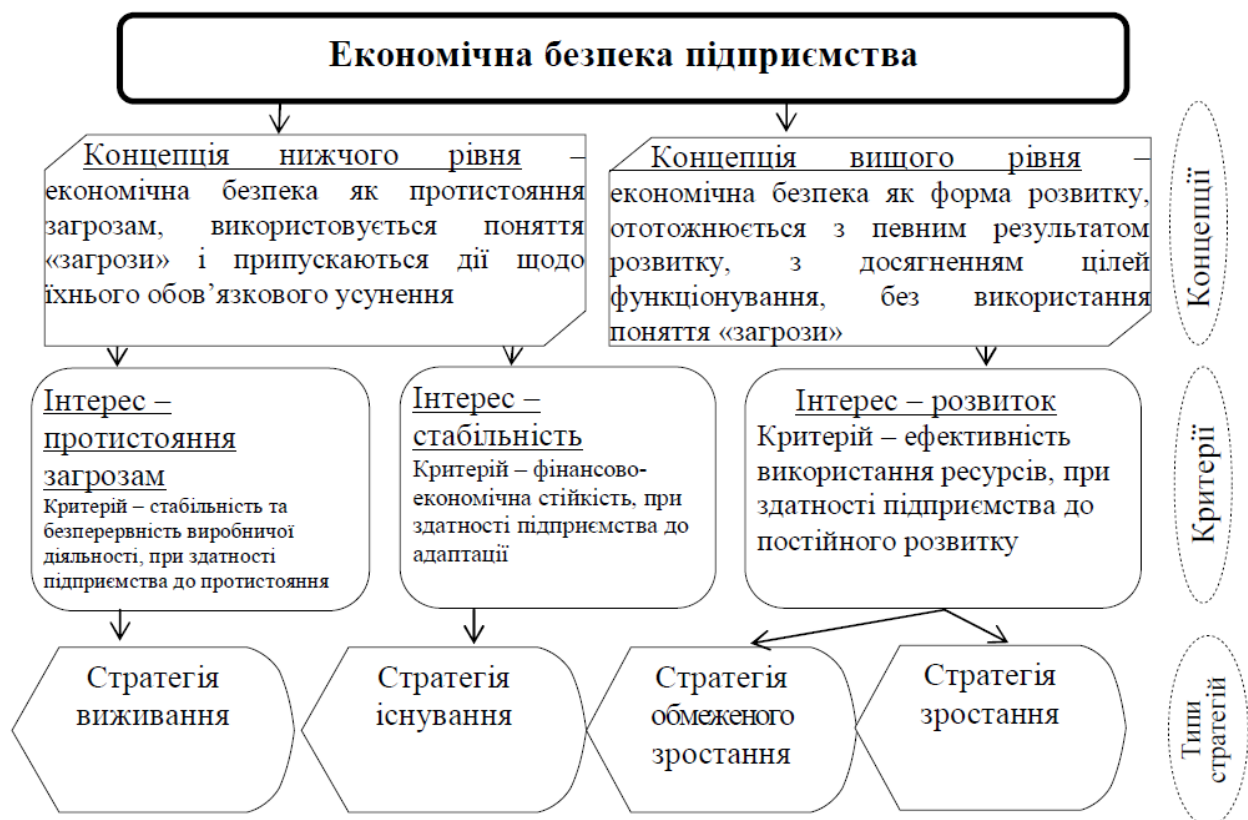 Економічна безпека підприємства
Концепція нижчого рівня –
економічна безпека як протистояння
загрозам, використовується поняття
«загрози» і припускаються дії щодо
їхнього обов’язкового усунення
Концепція вищого рівня –
економічна безпека як форма розвитку,
ототожнюється з певним результатом
розвитку, з досягненням цілей
функціонування, без використання
поняття «загрози»
Концепції
Інтерес –
протистояння
загрозам
Критерій – стабільність та
безперервність виробничої
діяльності, при здатності
підприємства до протистояння
Інтерес –
стабільність
Критерій – фінансово-
економічна стійкість, при
здатності підприємства до
адаптації
Інтерес – розвиток
Критерій – ефективність
використання ресурсів, при
здатності підприємства до
постійного розвитку
Критерії
Стратегія
виживання
Стратегія
існування
Стратегія
обмеженого
зростання
Стратегія
зростання
Типи
стратегій